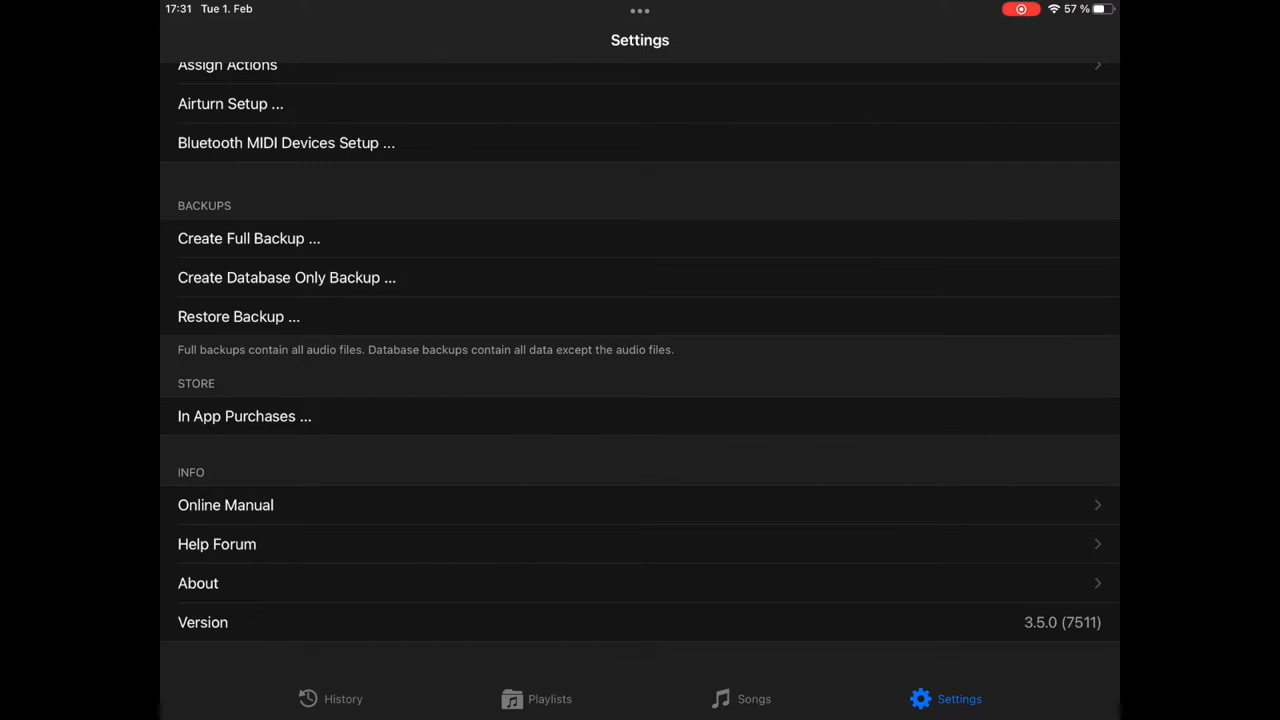 17:31 Tue 1. Feb
57 %
Settings
Assign Actions
Airturn Setup ...
Bluetooth MIDI Devices Setup ...
BACKUPS
Create Full Backup ...
Create Database Only Backup ...
Restore Backup ...
Full backups contain all audio files. Database backups contain all data except the audio files.
STORE
In App Purchases ...
INFO
Online Manual
Help Forum
About
Version 3.5.0 (7511)
History Playlists Songs Settings